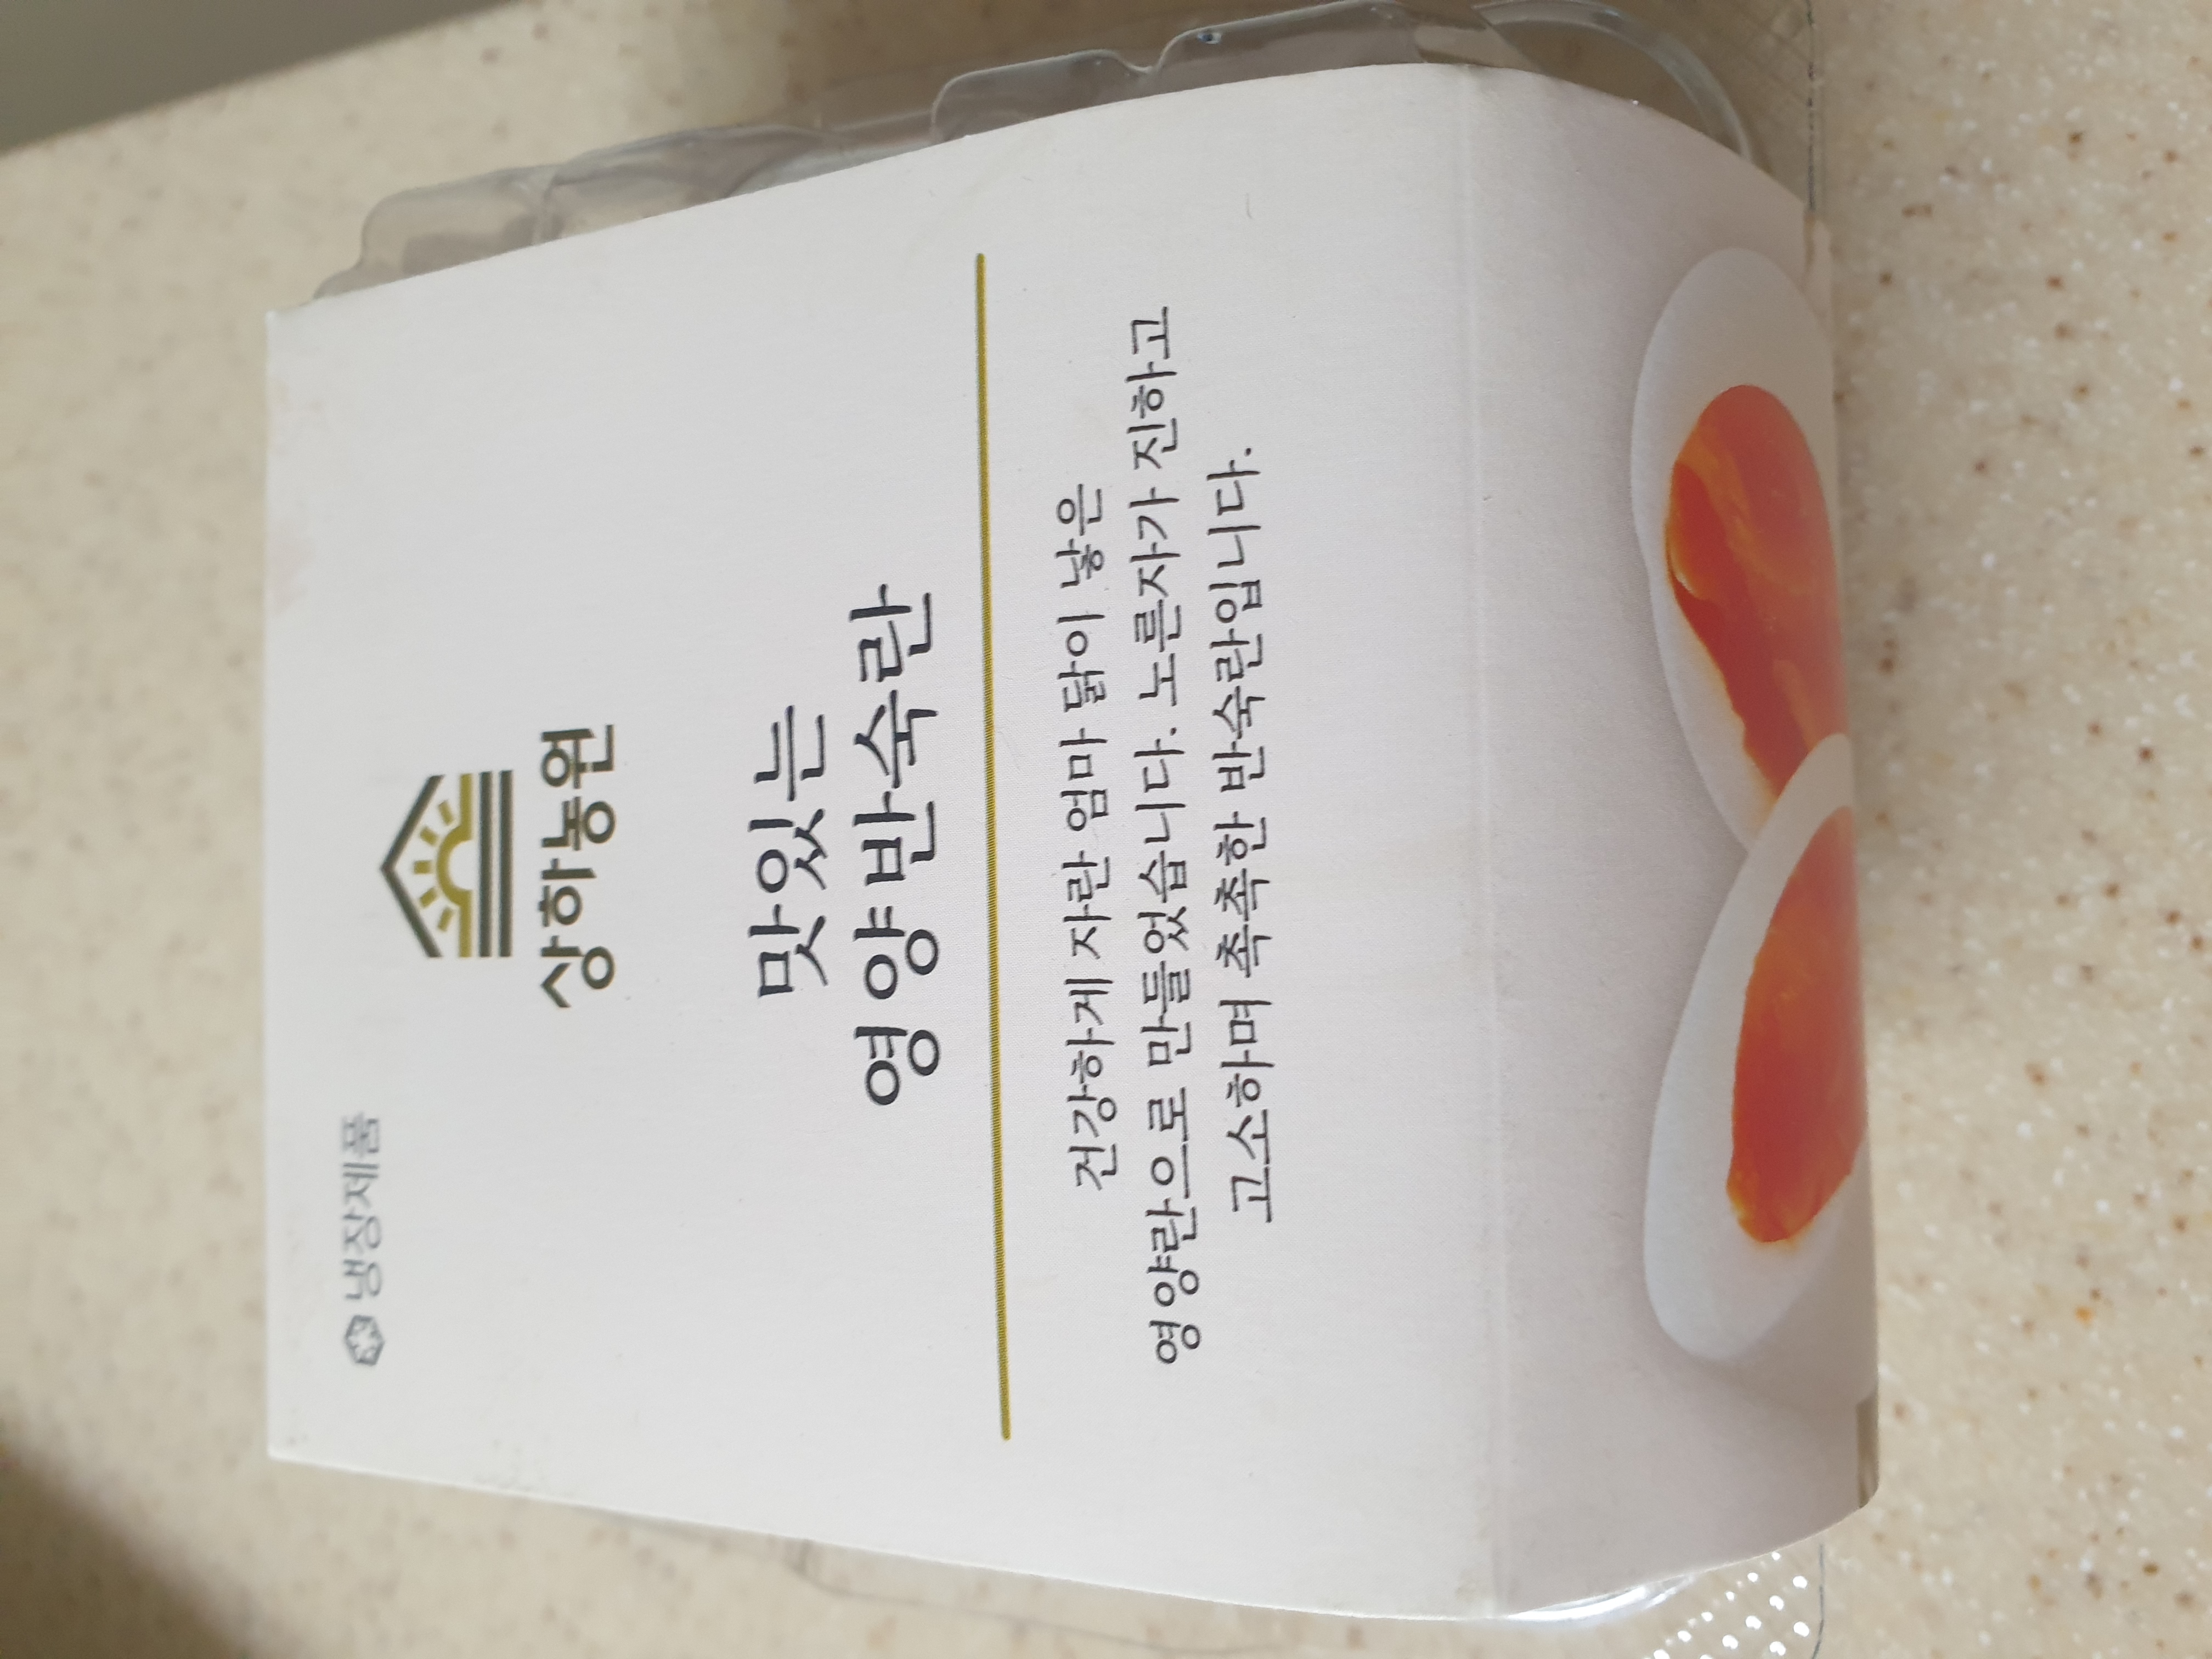 냉장제품
상하농원
맛있는
영양반숙란
건강하게 자란 엄마 닭이 낳은
영양란으로 만들었습니다. 노른자가 진하고
고소하며 촉촉한 반숙란입니다.